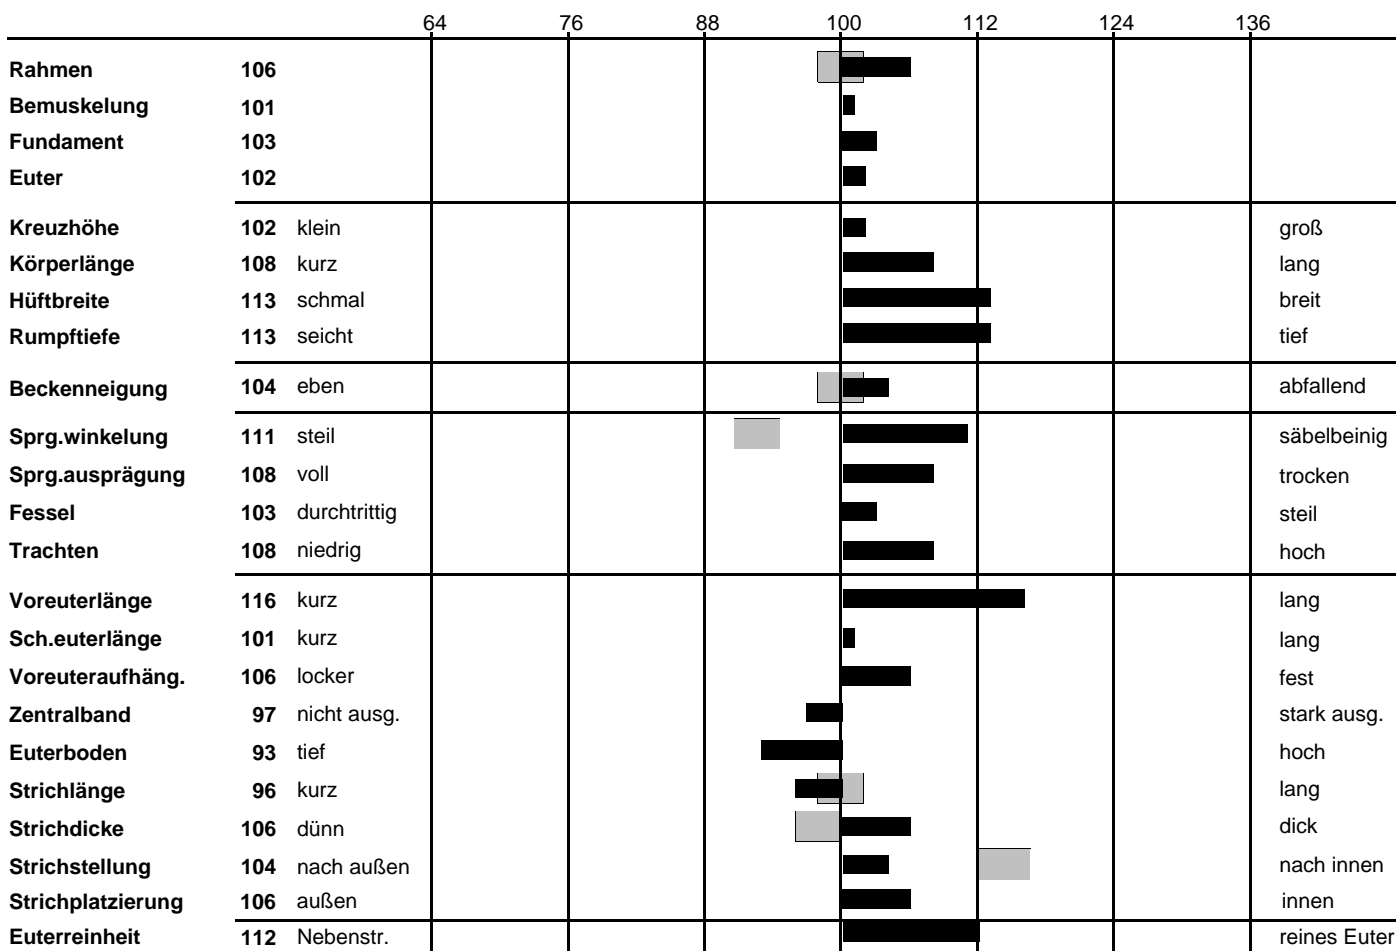 64 76 88 100 112 124 136
Rahmen 106
Bemuskelung 101
Fundament 103
Euter 102
Kreuzhöhe 102 klein groß
Körperlänge 108 kurz lang
Hüftbreite 113 schmal breit
Rumpftiefe 113 seicht tief
Beckenneigung 104 eben abfallend
Sprg.winkelung 111 steil säbelbeinig
Sprg.ausprägung 108 voll trocken
Fessel 103 durchtrittig steil
Trachten 108 niedrig hoch
Voreuterlänge 116 kurz lang
Sch.euterlänge 101 kurz lang
Voreuteraufhäng. 106 locker fest
Zentralband 97 nicht ausg. stark ausg.
Euterboden 93 tief hoch
Strichlänge 96 kurz lang
Strichdicke 106 dünn dick
Strichstellung 104 nach außen nach innen
Strichplatzierung 106 außen innen
Euterreinheit 112 Nebenstr. reines Euter